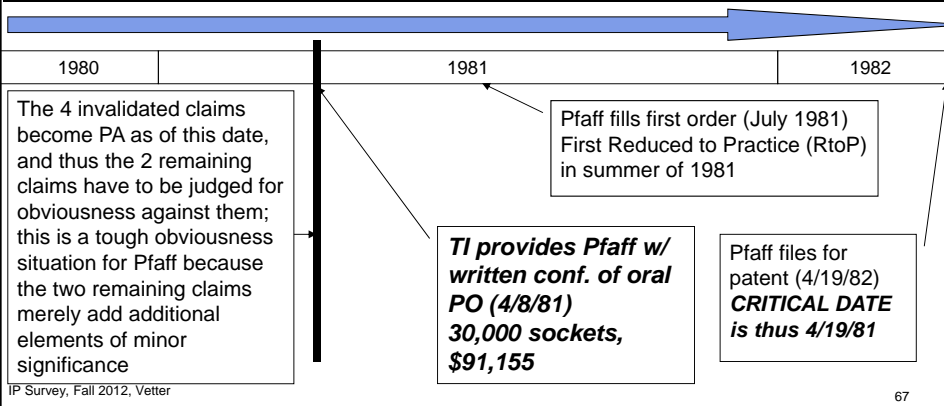 1980
1981
1982
The 4 invalidated claims
become PA as of this date,
and thus the 2 remaining
claims have to be judged for
obviousness against them;
this is a tough obviousness
situation for Pfaff because
the two remaining claims
merely add additional
elements of minor
significance
Pfaff fills first order (July 1981)
First Reduced to Practice (RtoP)
in summer of 1981
TI provides Pfaff w/
written conf. of oral
PO (4/8/81)
30,000 sockets,
$91,155
Pfaff files for
patent (4/19/82)
CRITICAL DATE
is thus 4/19/81
IP Survey, Fall 2012, Vetter
67